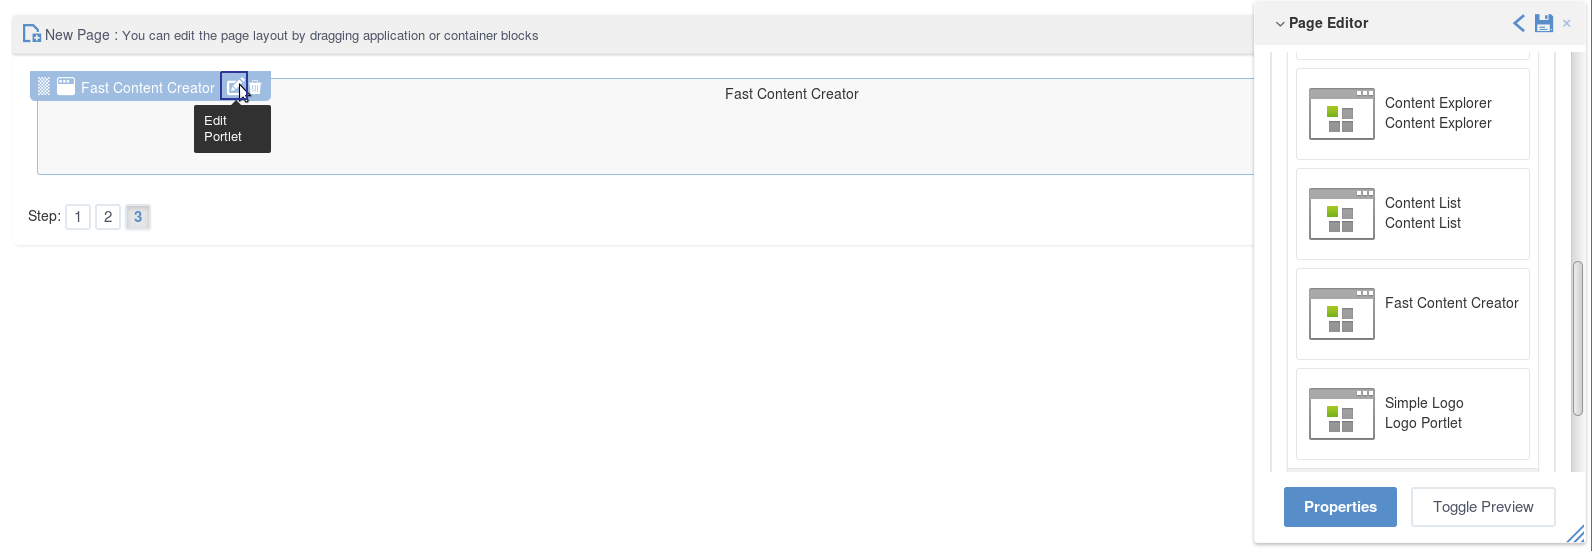 New Page : You can edit the page layout by dragging application or container blocks
Fast Content Creator
Edit
Portlet
Fast Content Creator
Step: 1 2 3
Page Editor
×
Content Explorer
Content Explorer
Content List
Content List
Fast Content Creator
Simple Logo
Logo Portlet
Properties
Toggle Preview